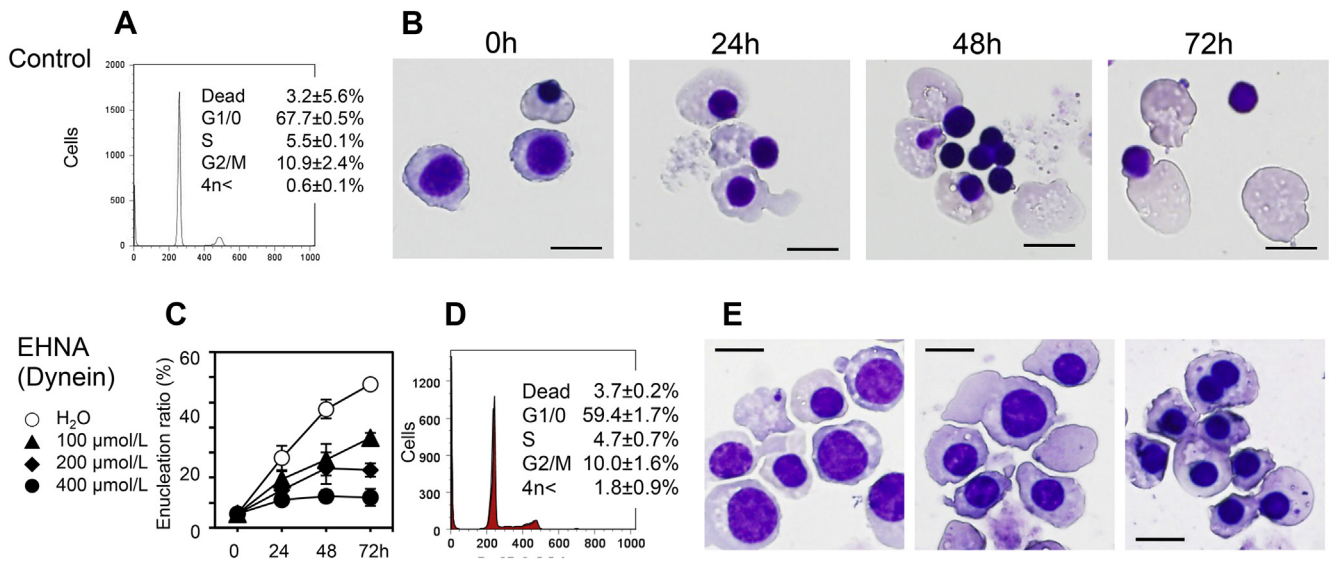 A
Control
2000
1500
1000
500
0
Cells
0 200 400 600 800 1000
Dead 3.2±5.6%
G1/0 67.7±0.5%
S 5.5±0.1%
G2/M 10.9±2.4%
4n< 0.6±0.1%
B
0h 24h 48h 72h
EHNA
(Dynein)
H₂O
100 µmol/L
200 µmol/L
400 µmol/L
C
Enucleation ratio (%)
60
40
20
0
0 24 48 72h
D
Cells
1200
600
900
300
0
0 200 400 600 800 1000
Dead 3.7±0.2%
G1/0 59.4±1.7%
S 4.7±0.7%
G2/M 10.0±1.6%
4n< 1.8±0.9%
E